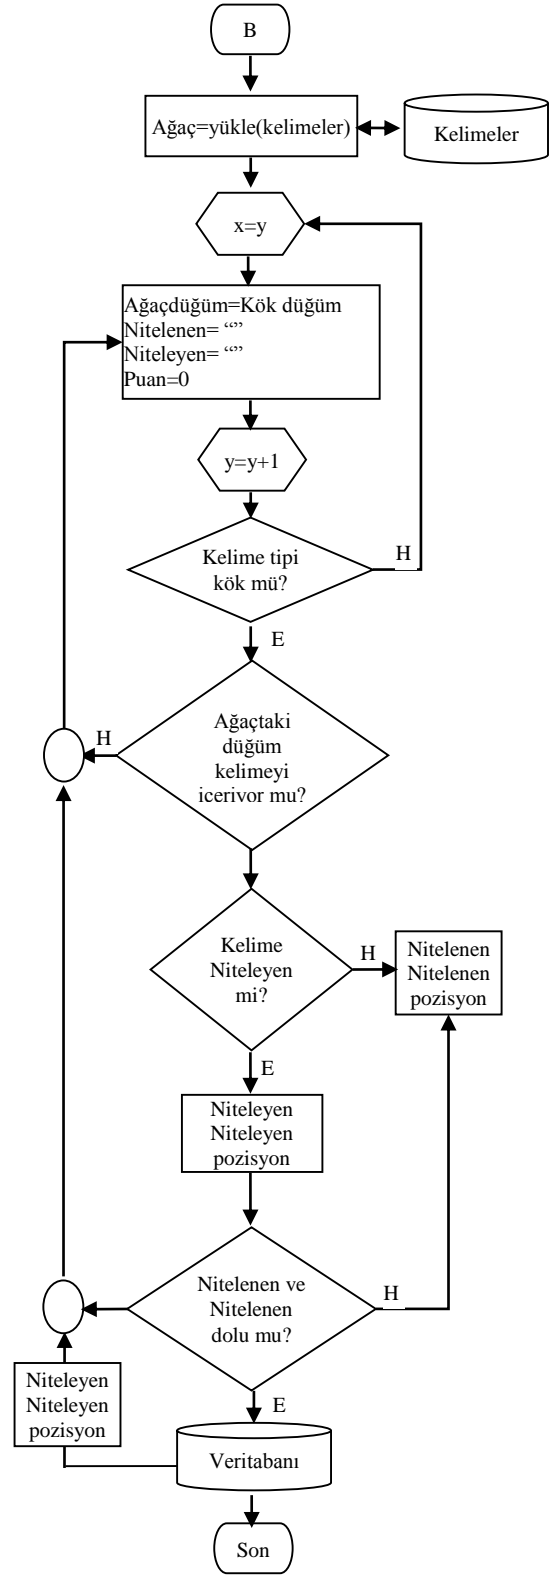 B
Ağaç=yükle(kelimeler)
Kelimeler
x=y
Ağaçdüğüm=Kök düğüm
Nitelenen= “”
Niteleyen= “”
Puan=0
y=y+1
Kelime tipi
kök mü?
H
E
Ağaçtaki
düğüm
kelimeyi
icerivor mu?
H
Kelime
Niteleyen
mi?
H
Nitelenen
Nitelenen
pozisyon
E
Niteleyen
Niteleyen
pozisyon
Nitelenen ve
Nitelenen
dolu mu?
H
E
Niteleyen
Niteleyen
pozisyon
Veritabanı
Son